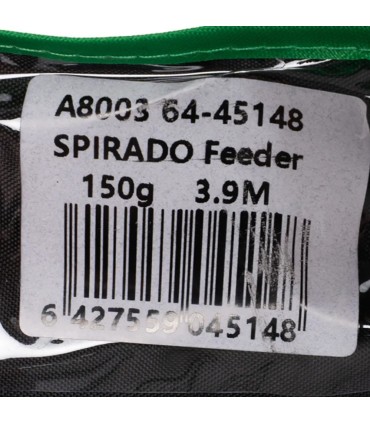 A8003 64-45148
SPIRADO Feeder
150g 3.9M
6 427559 045148